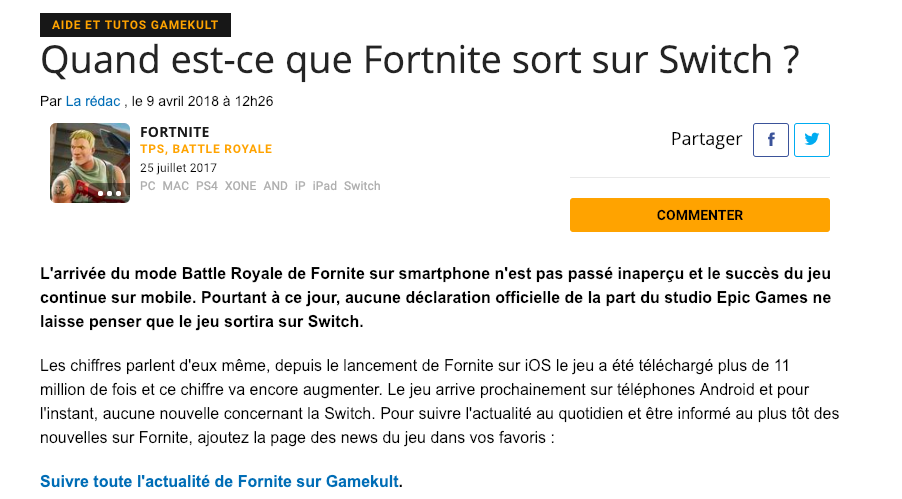 AIDE ET TUTOS GAMEKULT
Quand est-ce que Fortnite sort sur Switch ?
Par La rédac , le 9 avril 2018 à 12h26
FORTNITE
TPS, BATTLE ROYALE
25 juillet 2017
PC MAC PS4 XONE AND iP iPad Switch
Partager
COMMENTER
L'arrivée du mode Battle Royale de Fornite sur smartphone n'est pas passé inaperçu et le succès du jeu
continue sur mobile. Pourtant à ce jour, aucune déclaration officielle de la part du studio Epic Games ne
laisse penser que le jeu sortira sur Switch.
Les chiffres parlent d'eux même, depuis le lancement de Fornite sur iOS le jeu a été téléchargé plus de 11
million de fois et ce chiffre va encore augmenter. Le jeu arrive prochainement sur téléphones Android et pour
l'instant, aucune nouvelle concernant la Switch. Pour suivre l'actualité au quotidien et être informé au plus tôt des
nouvelles sur Fornite, ajoutez la page des news du jeu dans vos favoris :
Suivre toute l'actualité de Fornite sur Gamekult.